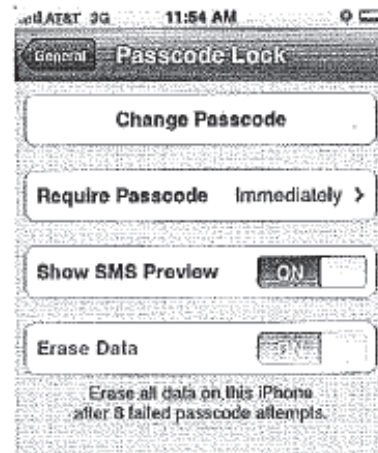 AT&T 3G 11:54 AM
General Passcode Lock
Change Passcode
Require Passcode Immediately >
Show SMS Preview ON
Erase Data
Erase all data on this iPhone
after 8 failed passcode attempts.